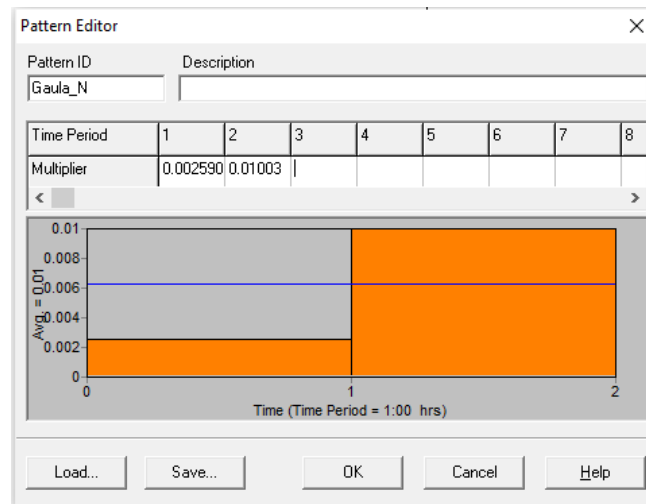 Pattern Editor
Pattern ID Description
Gaula_N
Time Period 1 2 3 4 5 6 7 8
Multiplier 0.002590 0.01003
0.01
0.008
0.006
0.004
0.002
0
Avg. = 0.01
0 1 2
Time (Time Period = 1:00 hrs)
Load... Save... OK Cancel Help